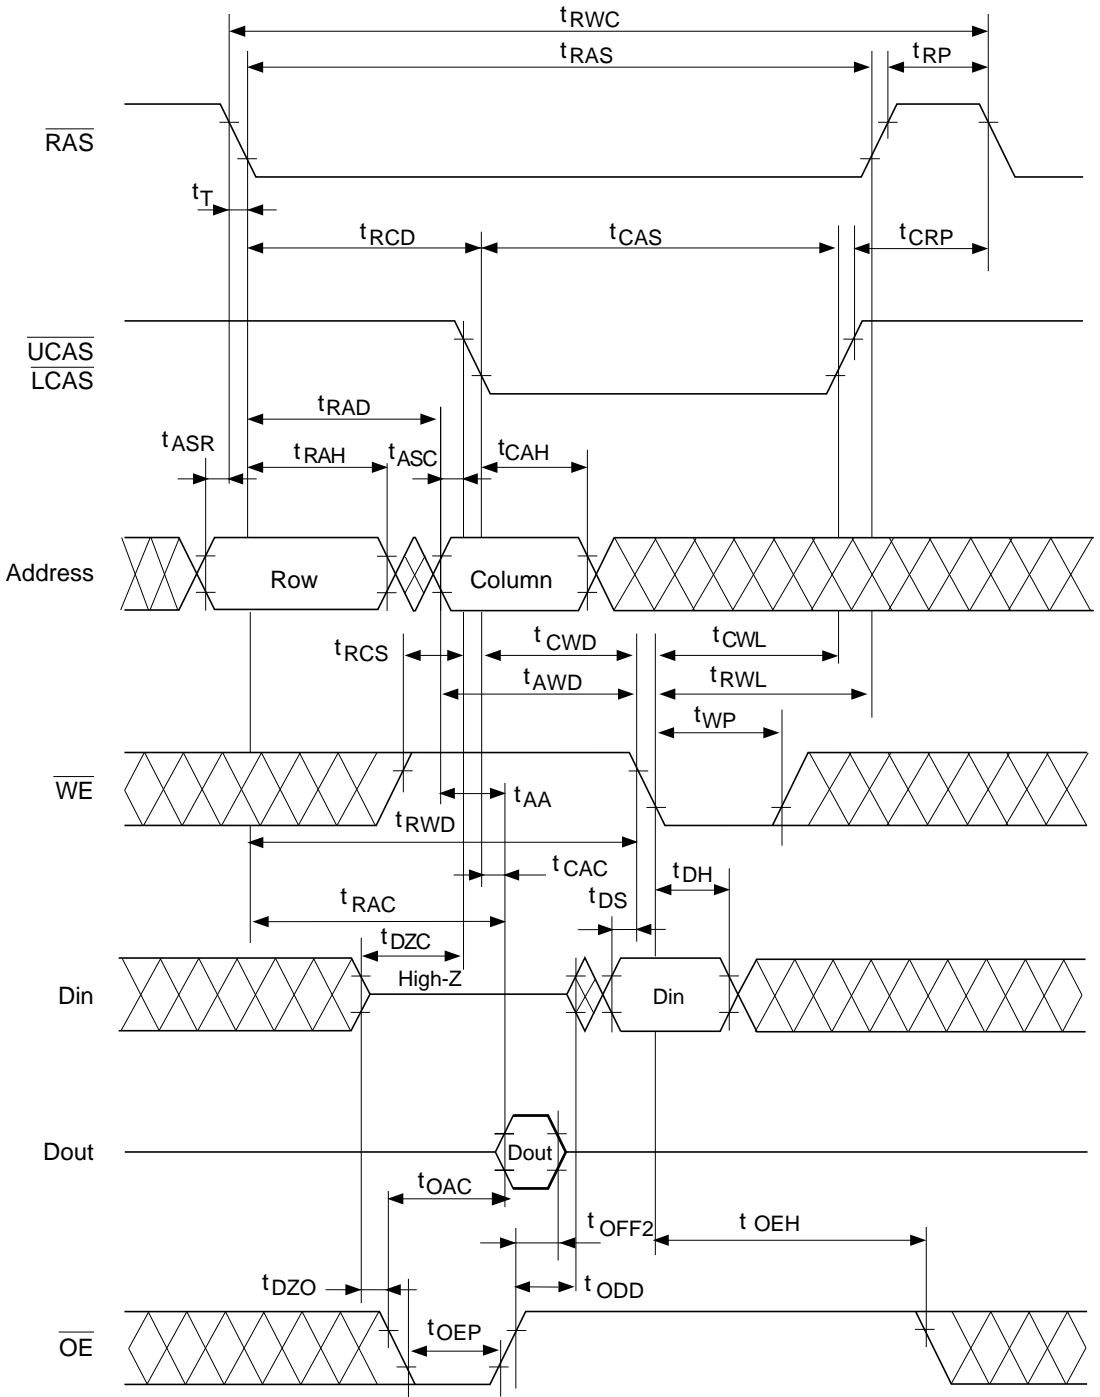 tRWC
tRAS
tRP
RAS
tT
tRCD
tCAS
tCRP
UCAS
LCAS
tRAD
tASR
tRAH
tASC
tCAH
Address
Row
Column
tRCS
tCWD
tCWL
tAWD
tRWL
tWP
WE
tAA
tRWD
tCAC
tDH
tRAC
tDS
tDZC
High-Z
Din
Din
Dout
Dout
tOAC
tOFF2
tOEH
tDZO
tODD
tOEP
OE